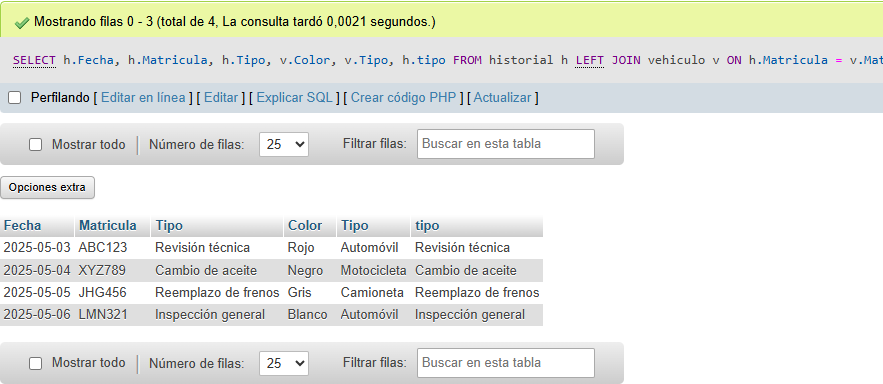 Mostrando filas 0 - 3 (total de 4, La consulta tardó 0,0021 segundos.)
SELECT h.Fecha, h.Matricula, h.Tipo, v.Color, v.Tipo, h.tipo FROM historial h LEFT JOIN vehiculo v ON h.Matricula = v.Mat
Perfilando [ Editar en línea ] [ Editar ] [ Explicar SQL ] [ Crear código PHP ] [ Actualizar ]
Mostrar todo Número de filas: 25 Filtrar filas: Buscar en esta tabla
Opciones extra
Fecha Matricula Tipo Color Tipo tipo
2025-05-03 ABC123 Revisión técnica Rojo Automóvil Revisión técnica
2025-05-04 XYZ789 Cambio de aceite Negro Motocicleta Cambio de aceite
2025-05-05 JHG456 Reemplazo de frenos Gris Camioneta Reemplazo de frenos
2025-05-06 LMN321 Inspección general Blanco Automóvil Inspección general
Mostrar todo Número de filas: 25 Filtrar filas: Buscar en esta tabla